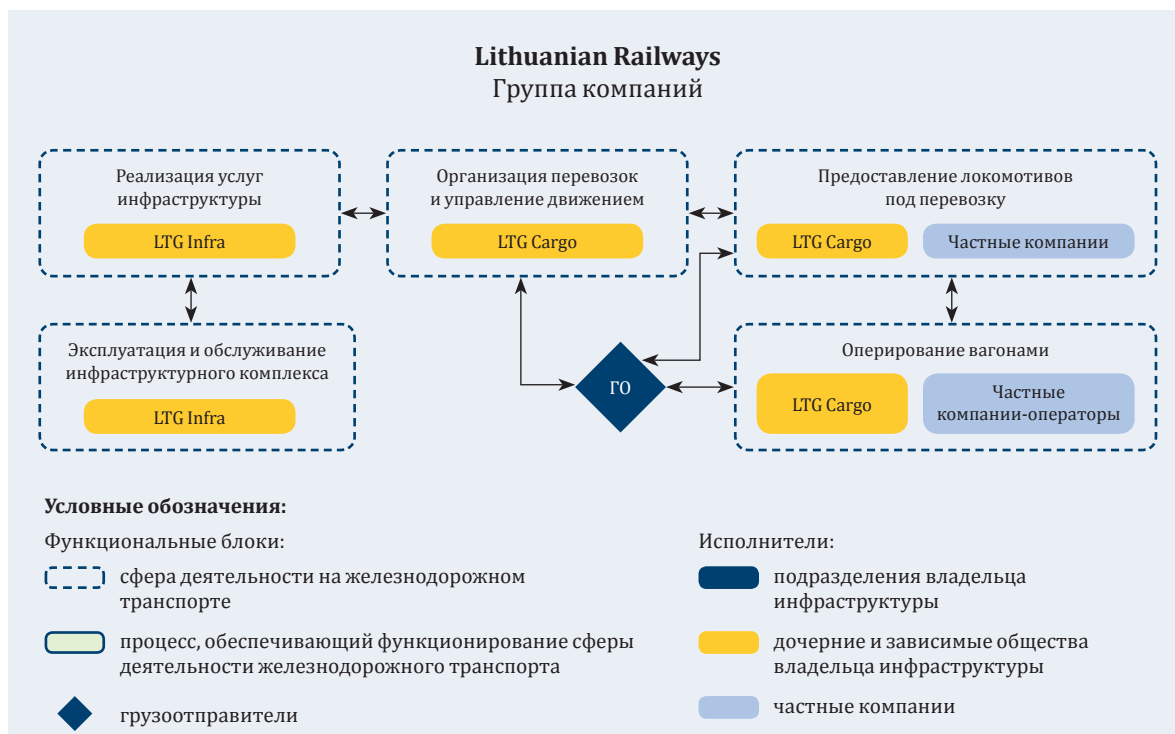 Lithuanian Railways
Группа компаний
Реализация услуг
инфраструктуры
LTG Infra
Организация перевозок
и управление движением
LTG Cargo
Предоставление локомотивов
под перевозку
LTG Cargo
Частные компании
Эксплуатация и обслуживание
инфраструктурного комплекса
LTG Infra
ГО
Оперирование вагонами
LTG Cargo
Частные
компании-операторы
Условные обозначения:
Функциональные блоки:
сфера деятельности на железнодорожном
транспорте
процесс, обеспечивающий функционирование сферы
деятельности железнодорожного транспорта
грузоотправители
Исполнители:
подразделения владельца
инфраструктуры
дочерние и зависимые общества
владельца инфраструктуры
частные компании